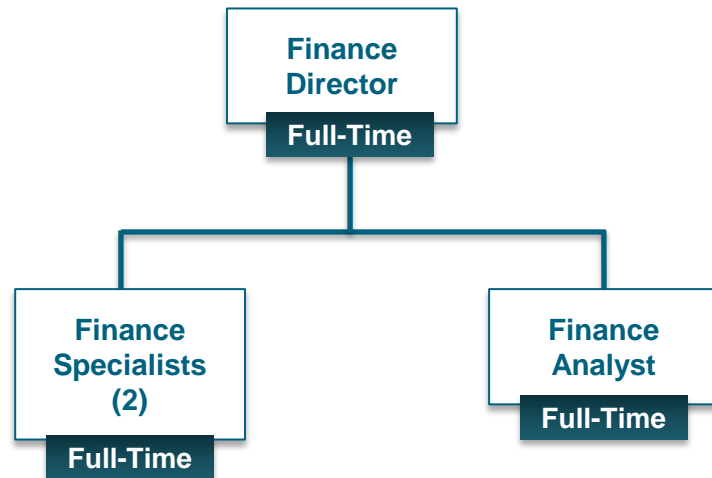 Finance
Director
Full-Time
Finance
Specialists
(2)
Full-Time
Finance
Analyst
Full-Time